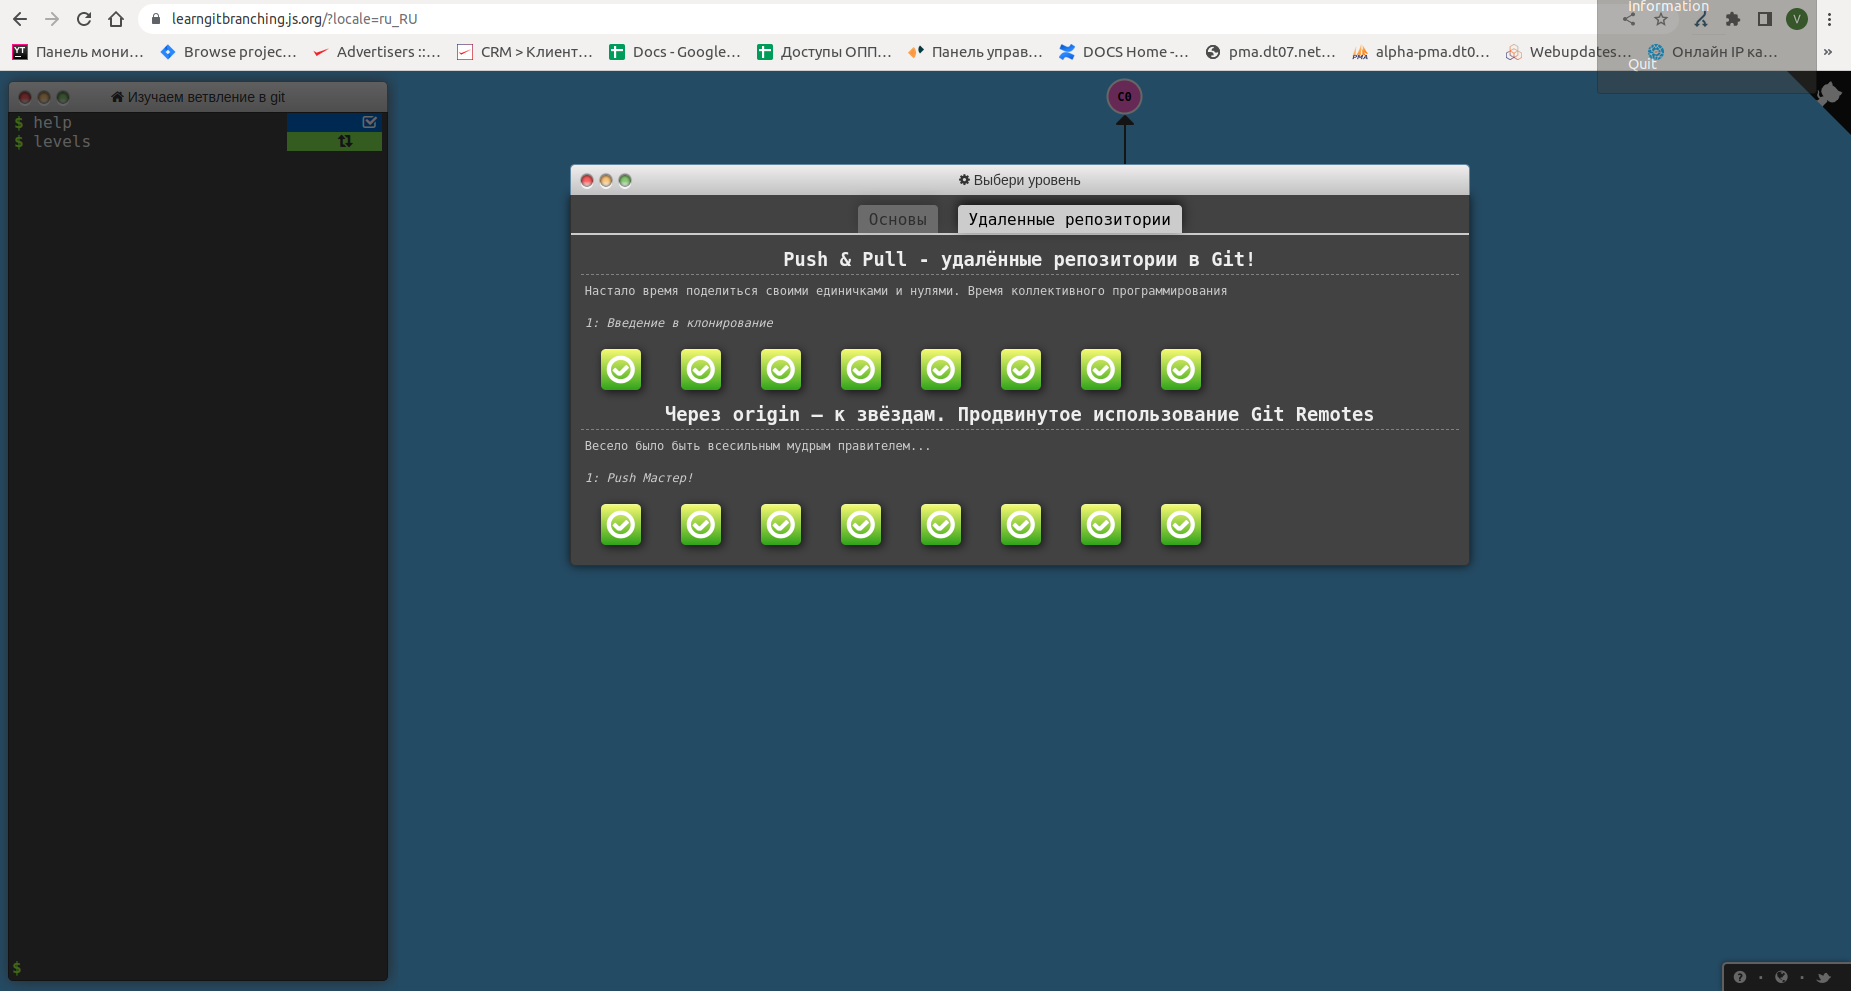 learngitbranching.js.org/?locale=ru_RU
Information
V
YT
Панель мони...
Browse projec...
Advertisers ::...
CRM > Клиент...
Docs - Google...
Доступы ОПП...
Панель управ...
DOCS Home -...
pma.dt07.net...
PMA
alpha-pma.dt0...
Webupdates...
Онлайн IP ка...
»
Quit
Изучаем ветвление в git
$ help
$ levels
C0
Выбери уровень
Основы
Удаленные репозитории
Push & Pull - удалённые репозитории в Git!
Настало время поделиться своими единичками и нулями. Время коллективного программирования
1: Введение в клонирование
Через origin – к звёздам. Продвинутое использование Git Remotes
Весело было быть всесильным мудрым правителем...
1: Push Мастер!
$